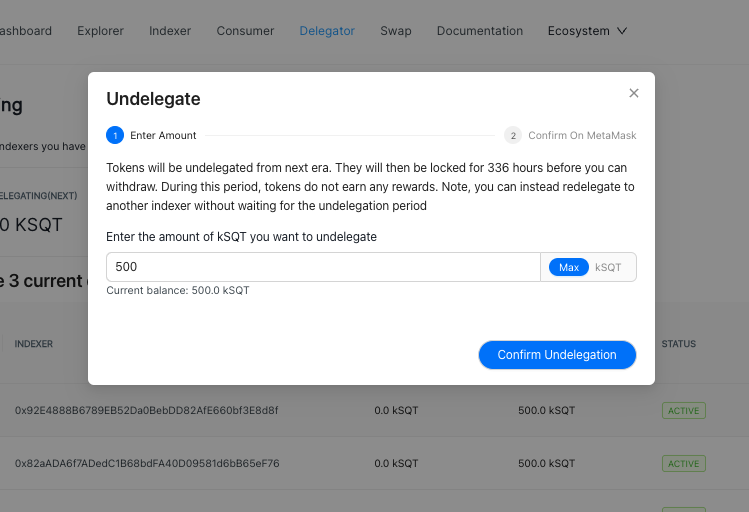 ashboard Explorer Indexer Consumer Delegator Swap Documentation Ecosystem
ng
ndexers you have
ELEGATING(NEXT)
0 KSQT
e 3 current
Undelegate
1 Enter Amount 2 Confirm On MetaMask
Tokens will be undelegated from next era. They will then be locked for 336 hours before you can
withdraw. During this period, tokens do not earn any rewards. Note, you can instead redelegate to
another indexer without waiting for the undelegation period
Enter the amount of kSQT you want to undelegate
500 Max kSQT
Current balance: 500.0 kSQT
Confirm Undelegation
INDEXER STATUS
0x92E4888B6789EB52Da0BebDD82AfE660bf3E8d8f 0.0 kSQT 500.0 kSQT ACTIVE
0x82aADA6f7ADedC1B68bdFA40D09581d6bB65eF76 0.0 kSQT 500.0 kSQT ACTIVE